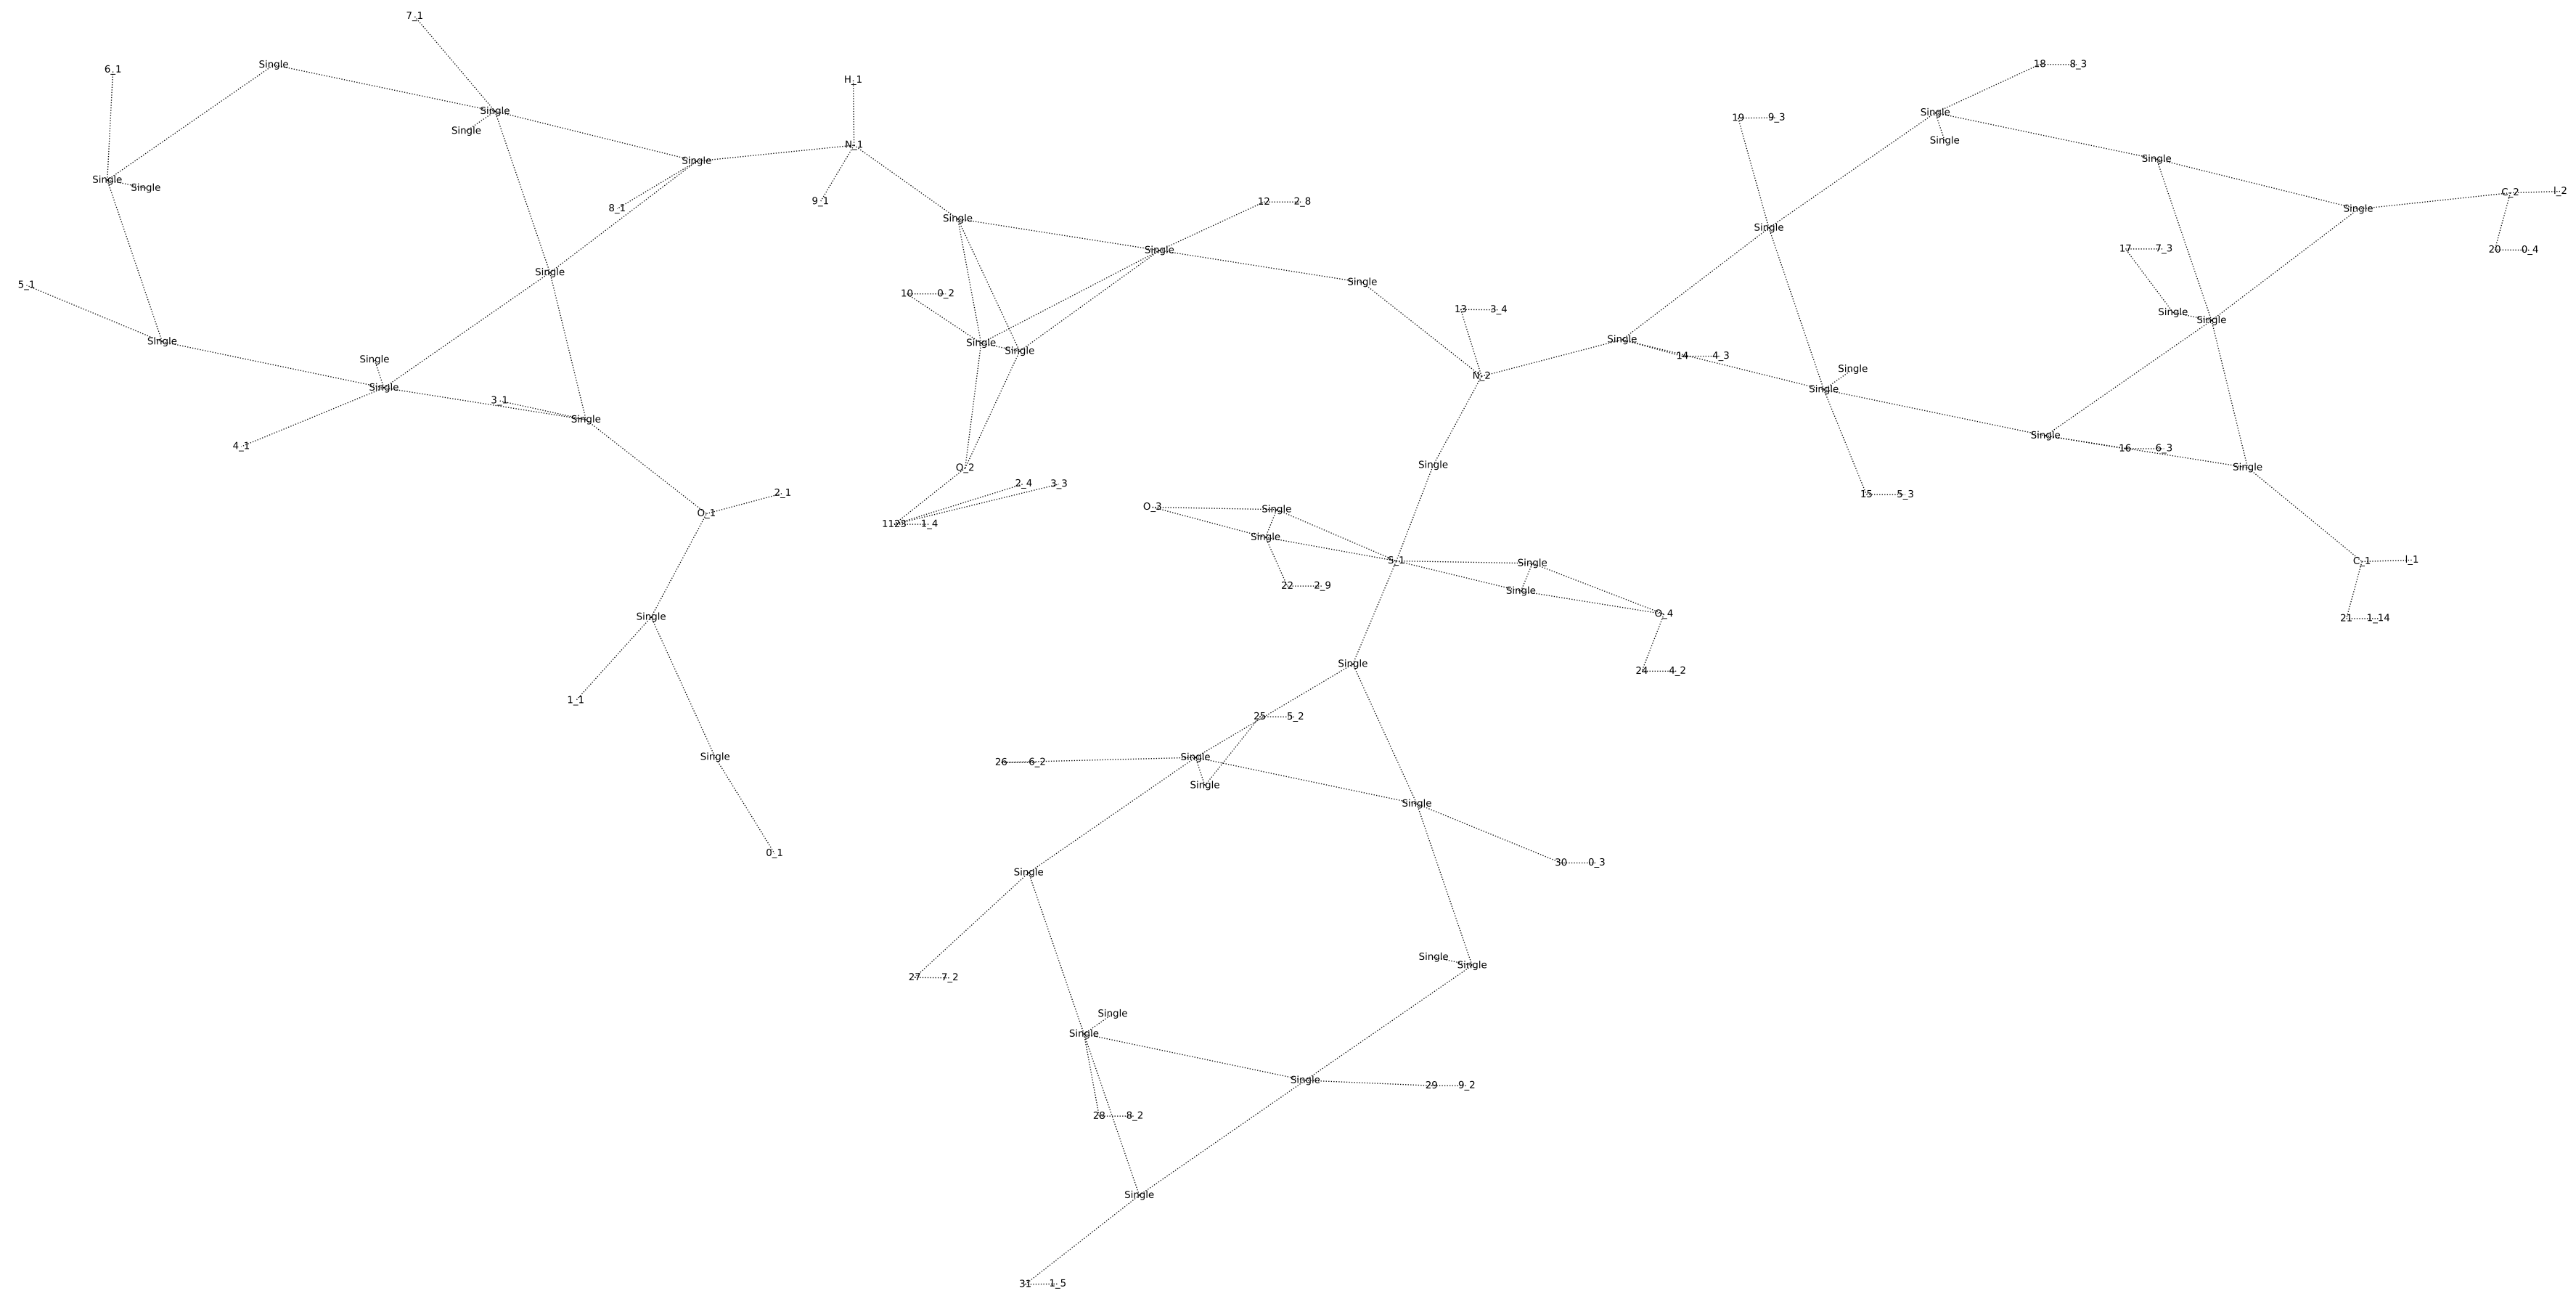 7_1
Single
6_1
18 8_3
H_1
Single
Single
19 9_3
Single
Single
N_1
Single
Single
Single
Single
Single
C_2 I_2
9_1
12 2_8
8_1
Single
Single
Single
17 7_3
20 0_4
Single
Single
Single
5_1
10 0_2
13 3_4
Single
Single
Single
Single
Single
Single
14 4_3
Single
Single
N_2
Single
Single
3_1
Single
Single
4_1
16 6_3
Single
O_2
Single
2_4
3_3
2_1
15 5_3
O_3
Single
O_1
1123 1_4
Single
S_1
Single
C_1 I_1
22 2_9
Single
O_4
Single
21 1_14
Single
24 4_2
1_1
25 5_2
Single
Single
26 6_2
Single
Single
0_1
30 0_3
Single
Single
Single
27 7_2
Single
Single
Single
29 9_2
28 8_2
Single
31 1_5